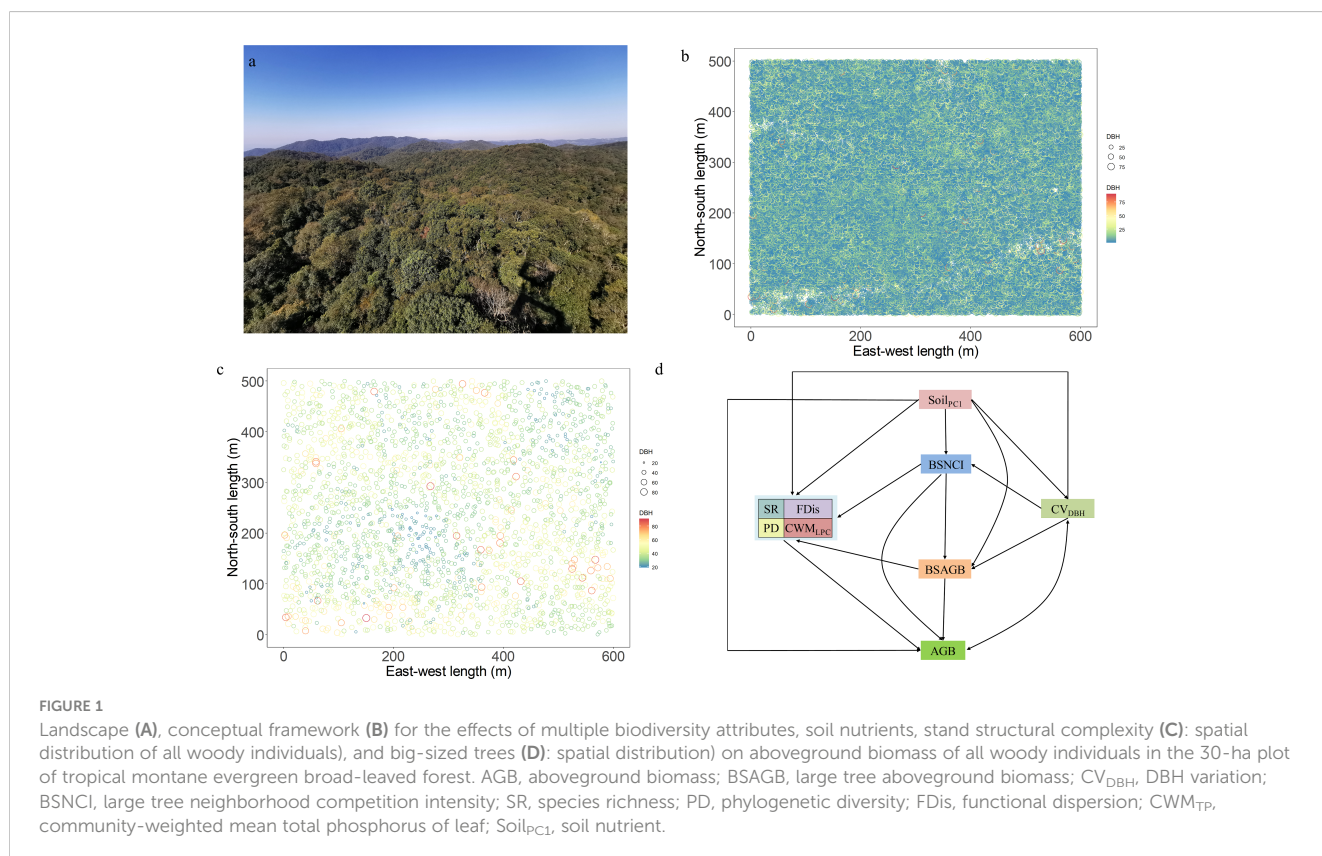 a
b
North-south length (m)
500
400
300
200
100
0
0
200
400
600
East-west length (m)
DBH
25
50
75
DBH
75
50
25
c
North-south length (m)
500
400
300
200
100
0
0
200
400
600
East-west length (m)
DBH
20
40
60
80
DBH
80
60
40
20
d
SoilPC1
BSNCI
SR FDis
PD CWMLPC
CVDBH
BSAGB
AGB
FIGURE 1
Landscape (A), conceptual framework (B) for the effects of multiple biodiversity attributes, soil nutrients, stand structural complexity (C): spatial
distribution of all woody individuals), and big-sized trees (D): spatial distribution) on aboveground biomass of all woody individuals in the 30-ha plot
of tropical montane evergreen broad-leaved forest. AGB, aboveground biomass; BSAGB, large tree aboveground biomass; CVDBH, DBH variation;
BSNCI, large tree neighborhood competition intensity; SR, species richness; PD, phylogenetic diversity; FDis, functional dispersion; CWMTP,
community-weighted mean total phosphorus of leaf; SoilPC1, soil nutrient.